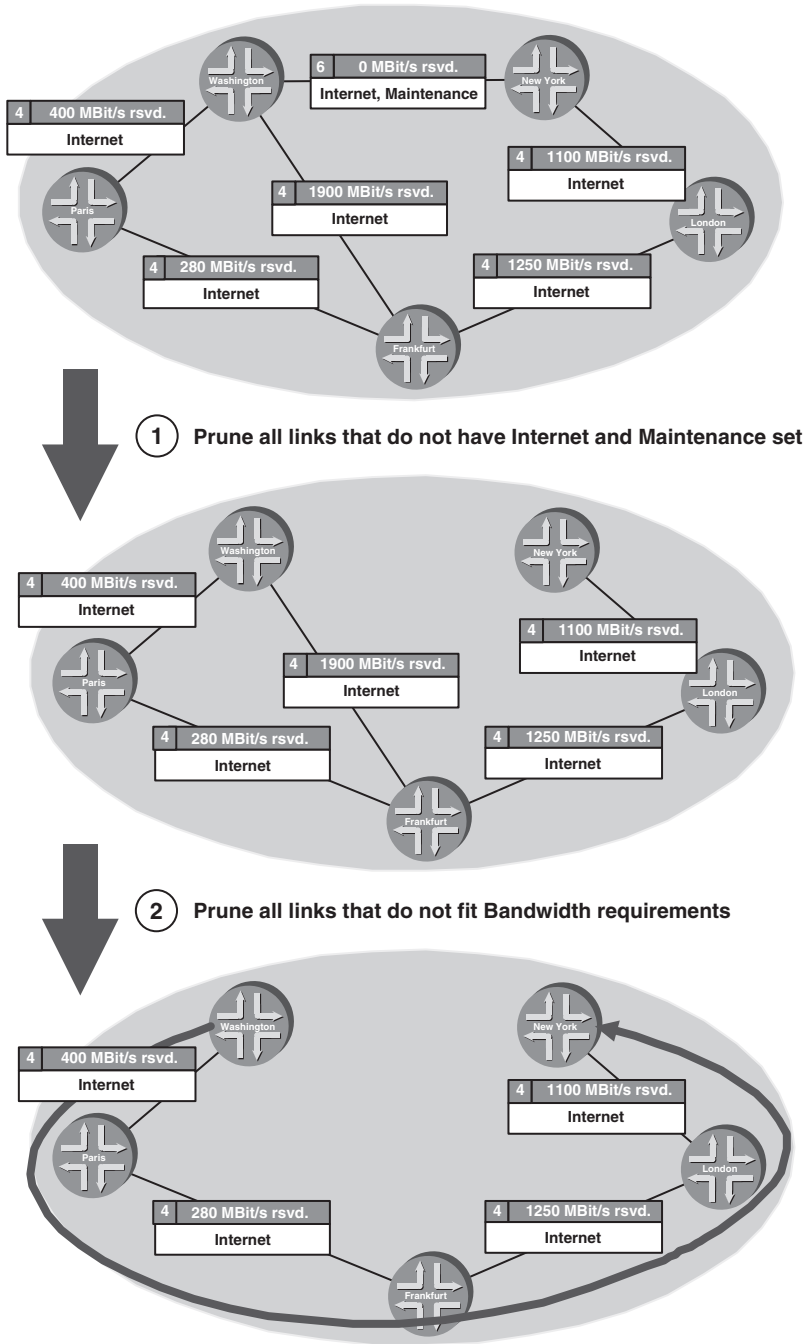 Washington
6 0 MBit/s rsvd.
Internet, Maintenance
New York
4 400 MBit/s rsvd.
Internet
4 1100 MBit/s rsvd.
Internet
4 1900 MBit/s rsvd.
Internet
Paris
London
4 280 MBit/s rsvd.
Internet
4 1250 MBit/s rsvd.
Internet
Frankfurt
1 Prune all links that do not have Internet and Maintenance set
Washington
New York
4 400 MBit/s rsvd.
Internet
4 1100 MBit/s rsvd.
Internet
4 1900 MBit/s rsvd.
Internet
Paris
London
4 280 MBit/s rsvd.
Internet
4 1250 MBit/s rsvd.
Internet
Frankfurt
2 Prune all links that do not fit Bandwidth requirements
Washington
New York
4 400 MBit/s rsvd.
Internet
4 1100 MBit/s rsvd.
Internet
Paris
London
4 280 MBit/s rsvd.
Internet
4 1250 MBit/s rsvd.
Internet
Frankfurt